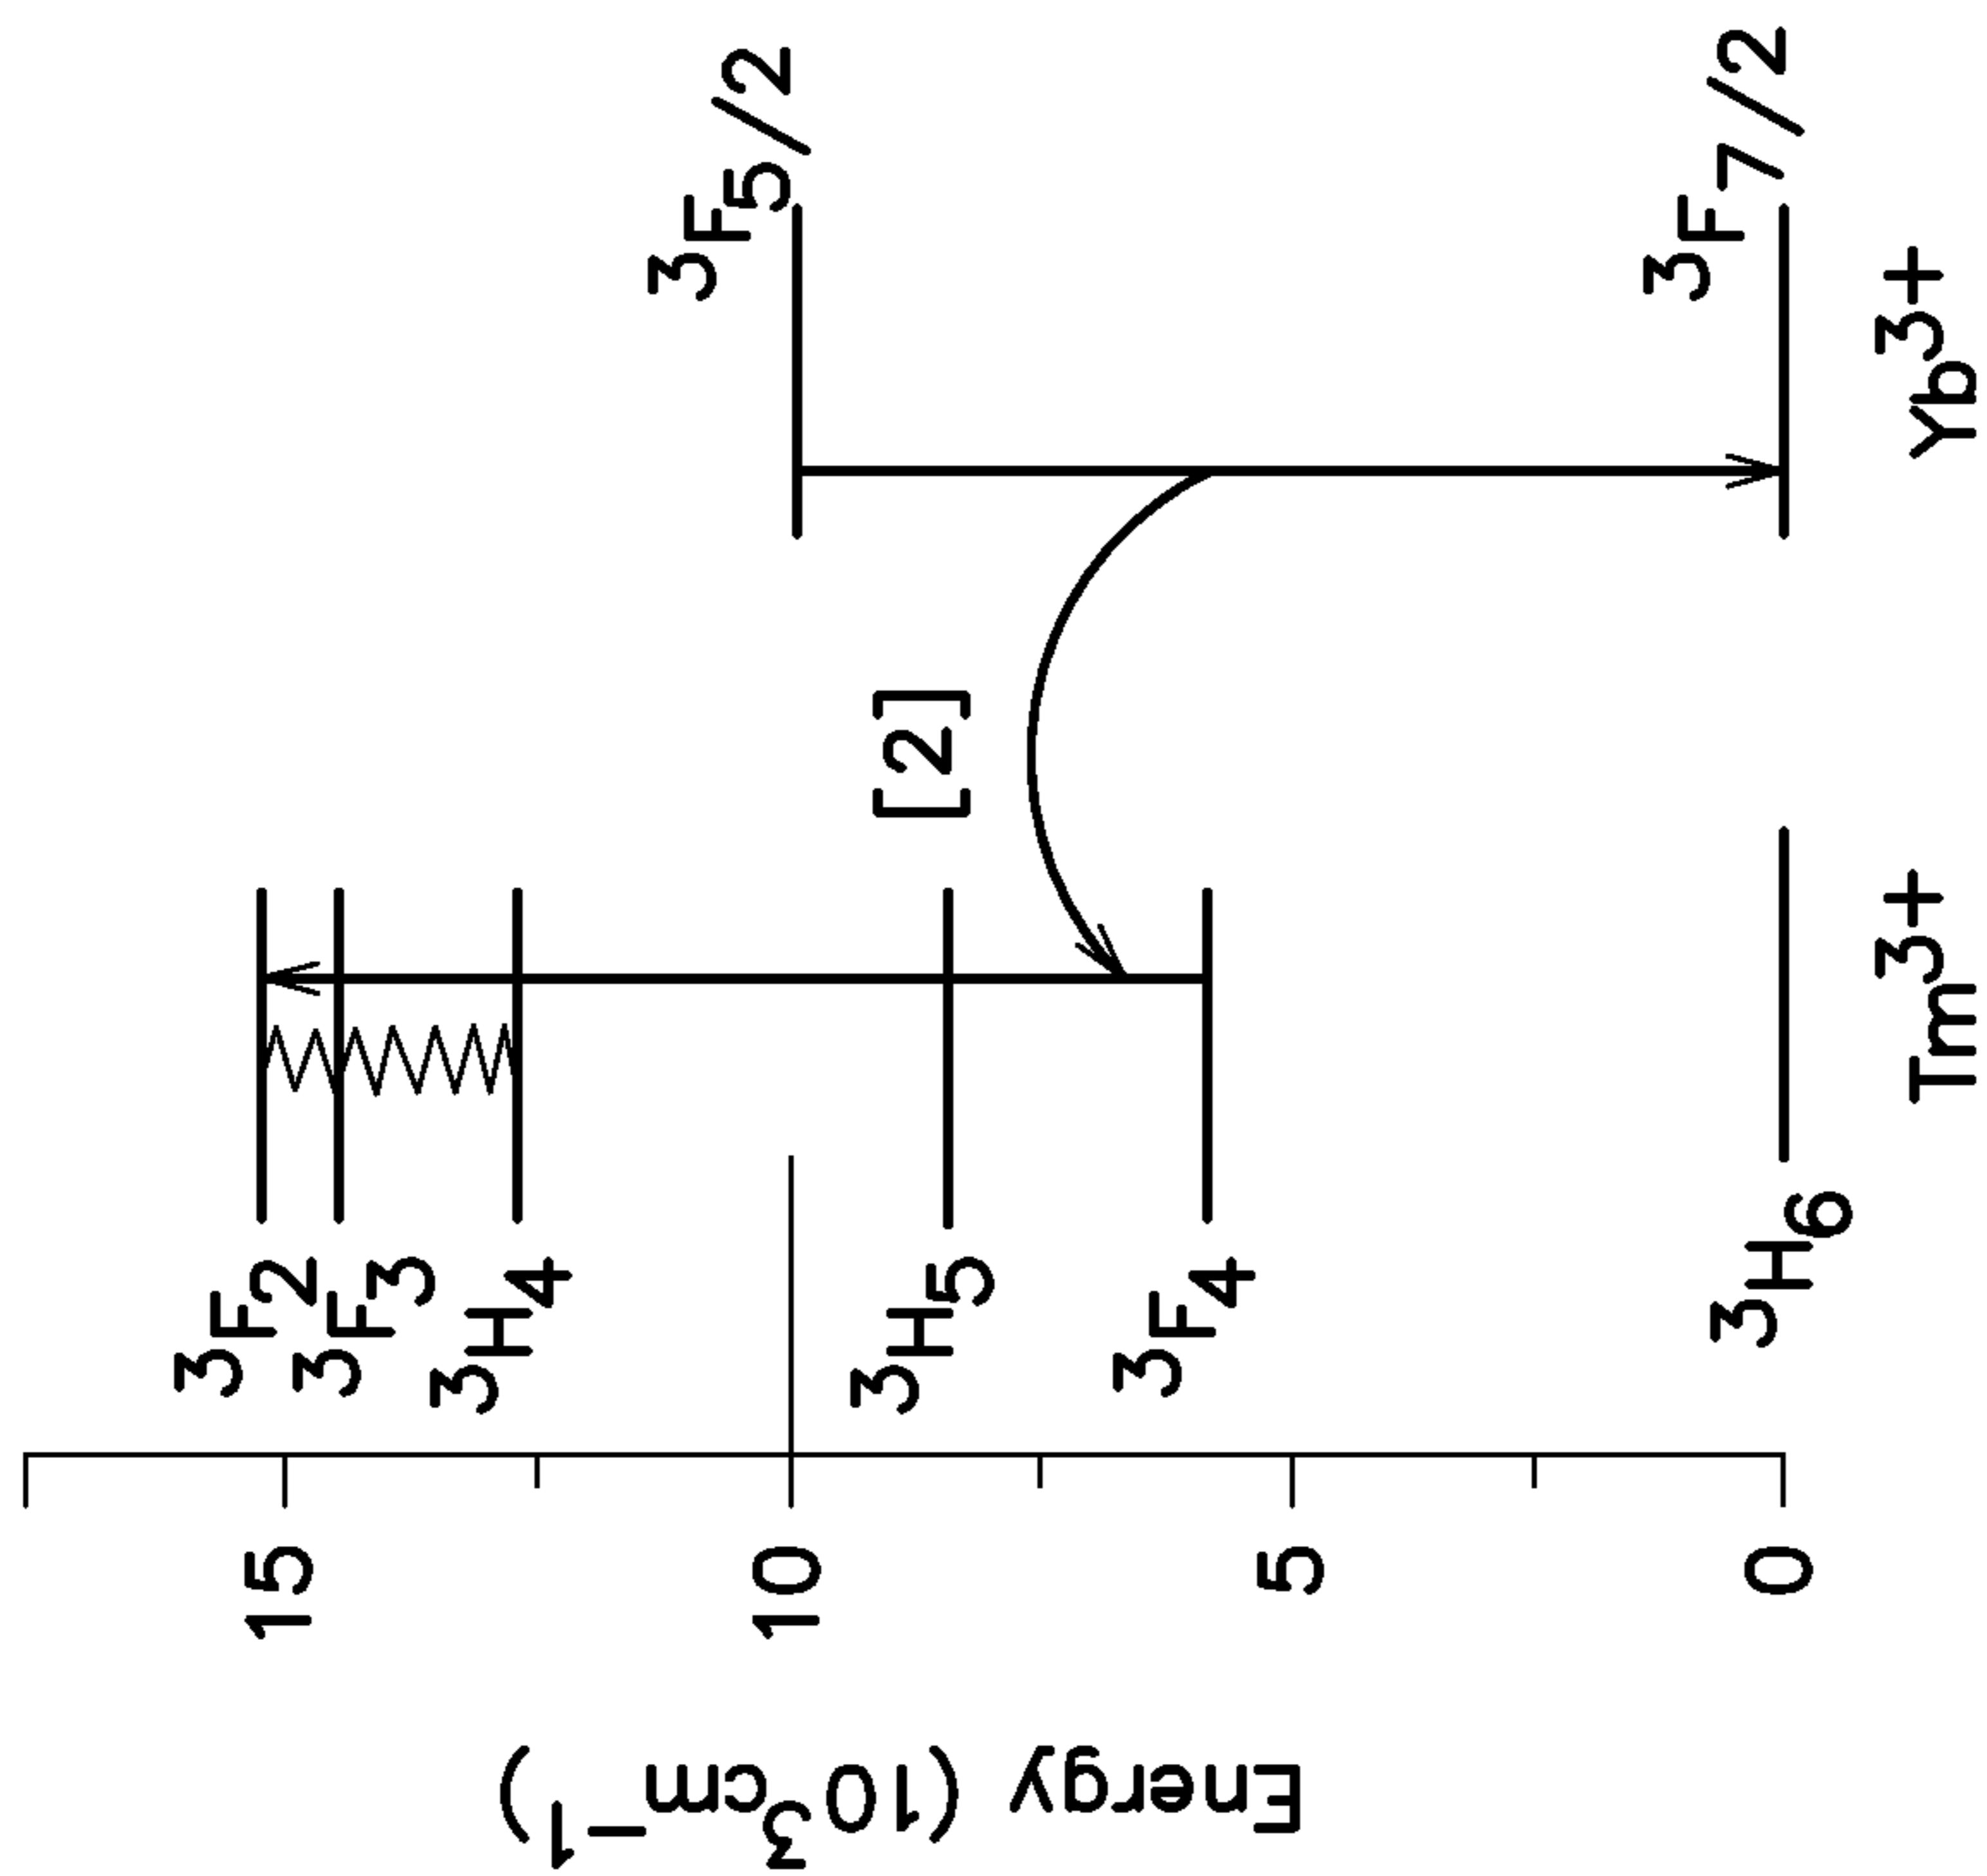 ³F₂
³F₃
³H₄
³H₅
³F₄
³H₆
Tm³⁺
[2]
³F₅/₂
³F₇/₂
Yb³⁺
15
10
5
0
Energy (10³cm⁻¹)